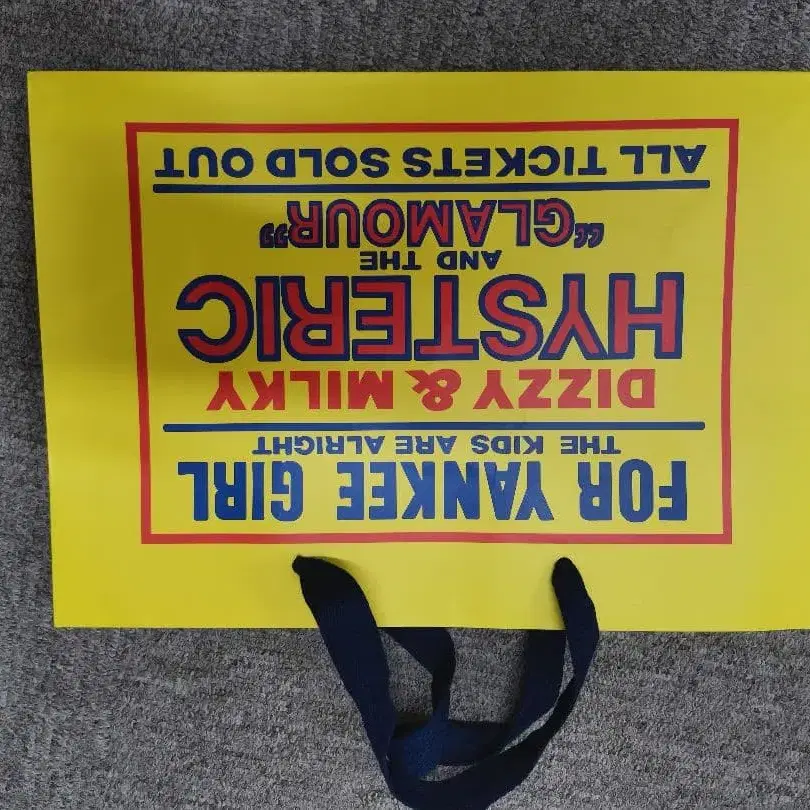 FOR YANKEE GIRL
THE KIDS ARE ALRIGHT
DIZZY & MILKY
HYSTERIC
AND THE
“GLAMOUR”
ALL TICKETS SOLD OUT